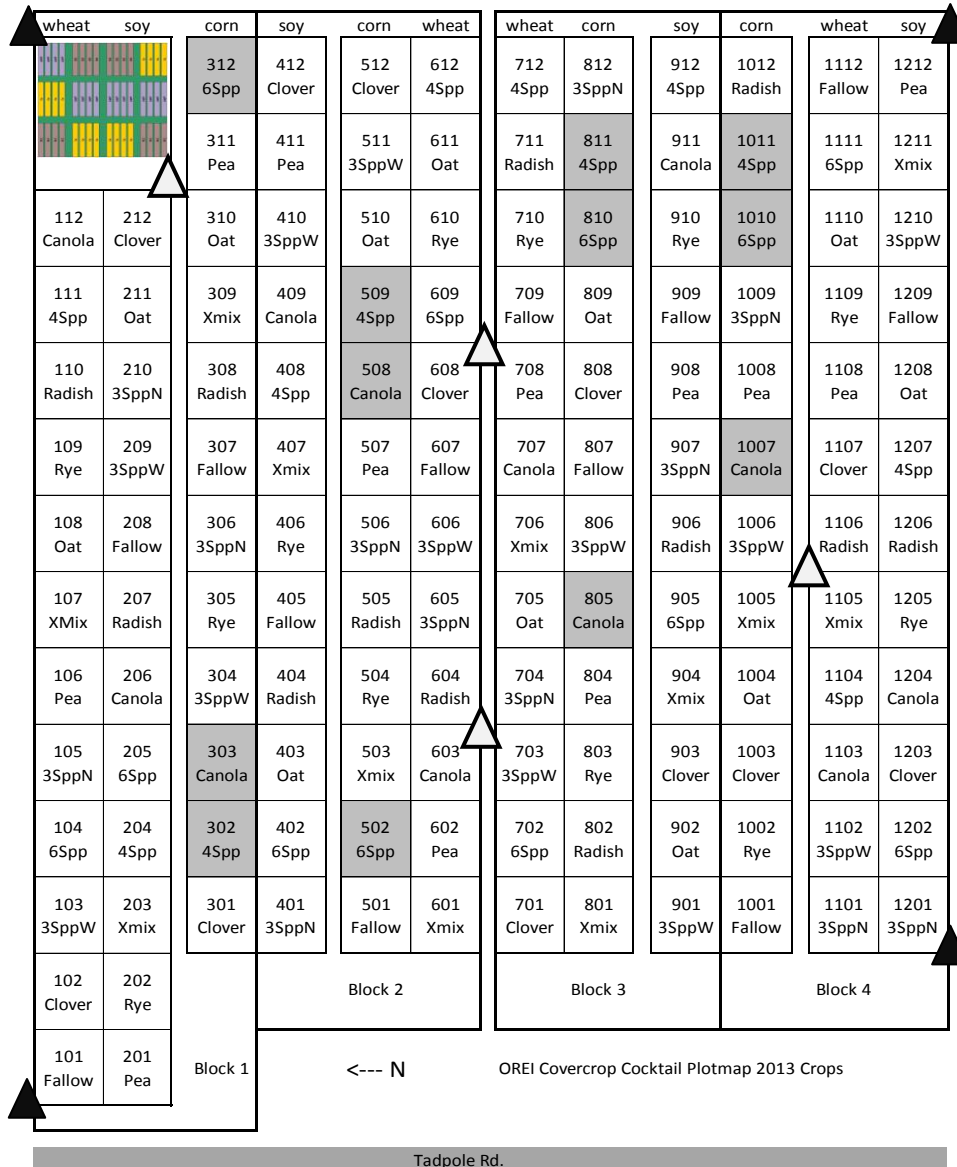 wheat soy corn soy corn wheat wheat corn soy corn wheat soy
312 412 512 612 712 812 912 1012 1112 1212
6Spp Clover Clover 4Spp 4Spp 3SppN 4Spp Radish Fallow Pea
311 411 511 611 711 811 911 1011 1111 1211
Pea Pea 3SppW Oat Radish 4Spp Canola 4Spp 6Spp Xmix
112 212 310 410 510 610 710 810 910 1010 1110 1210
Canola Clover Oat 3SppW Oat Rye Rye 6Spp Rye 6Spp Oat 3SppW
111 211 309 409 509 609 709 809 909 1009 1109 1209
4Spp Oat Xmix Canola 4Spp 6Spp Fallow Oat Fallow 3SppN Rye Fallow
110 210 308 408 508 608 708 808 908 1008 1108 1208
Radish 3SppN Radish 4Spp Canola Clover Pea Clover Pea Pea Pea Oat
109 209 307 407 507 607 707 807 907 1007 1107 1207
Rye 3SppW Fallow Xmix Pea Fallow Canola Fallow 3SppN Canola Clover 4Spp
108 208 306 406 506 606 706 806 906 1006 1106 1206
Oat Fallow 3SppN Rye 3SppN 3SppW Xmix 3SppW Radish 3SppW Radish Radish
107 207 305 405 505 605 705 805 905 1005 1105 1205
XMix Radish Rye Fallow Radish 3SppN Oat Canola 6Spp Xmix Xmix Rye
106 206 304 404 504 604 704 804 904 1004 1104 1204
Pea Canola 3SppW Radish Rye Radish 3SppN Pea Xmix Oat 4Spp Canola
105 205 303 403 503 603 703 803 903 1003 1103 1203
3SppN 6Spp Canola Oat Xmix Canola 3SppW Rye Clover Clover Canola Clover
104 204 302 402 502 602 702 802 902 1002 1102 1202
6Spp 4Spp 4Spp 6Spp 6Spp Pea 6Spp Radish Oat Rye 3SppW 6Spp
103 203 301 401 501 601 701 801 901 1001 1101 1201
3SppW Xmix Clover 3SppN Fallow Xmix Clover Xmix 3SppW Fallow 3SppN 3SppN
102 202
Clover Rye
Block 2 Block 3 Block 4
101 201
Fallow Pea
Block 1 <--- N OREI Covercrop Cocktail Plotmap 2013 Crops
Tadpole Rd.